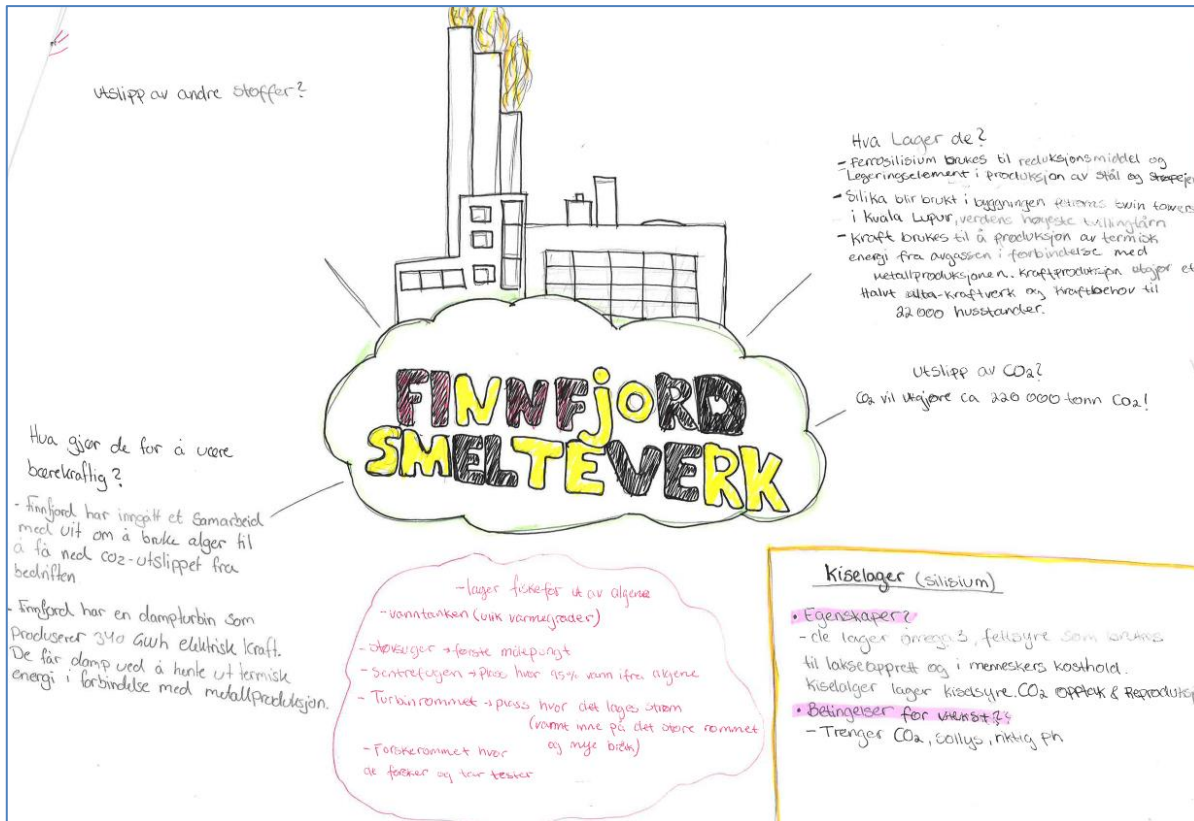 Utslipp av andre stoffer?
Hva Lager de?
- Ferrosilisium brukes til reduksjonsmiddel og
Legeringselement i produksjon av stål og støpejer
- Silika blir brukt i byggningen twin towers
i Kuala Lupur, verdens høyeste tvillingtårn
- Kraft brukes til å produksjon av termisk
energi fra avgassen i forbindelse med
metallproduksjonen. Kraftproduksjon utgjør et
Halvt alta-kraftverk og kraftbehov til
22 000 husstander.
Utslipp av CO₂?
CO₂ vil utgjøre ca 220 000 tonn CO₂!
FINNFjORD
SMELTEVERK
Hva gjør de for å være
bærekraftig?
- Finnfjord har inngått et samarbeid
med uit om å bruke alger til
å få ned CO₂-utslippet fra
bedriften
- Finnfjord har en dampturbin som
Produserer 340 GWh elektrisk kraft.
De får damp ved å hente ut termisk
energi i forbindelse med metallproduksjon.
- lager fiskefôr ut av algene
- vanntanken (ulik varmegrader)
- støvsuger → første målepungt
- Sentrefugen → Plass hvor 95% vann ifra algene
- Turbinrommet → plass hvor det lages strøm
(varmt inne på det store rommet
og mye bråk)
- Forskerommet hvor
de forsker og tar tester
Kiselager (silisium)
• Egenskaper?
- de lager omega 3, fettsyre som brukes
til lakseopprett og i menneskers kosthold.
Kiselalger lager kiselsyre. CO₂ opptak & Reproduksj
• Betingelser for vekst?
- Trenger CO₂, sollys, riktig ph